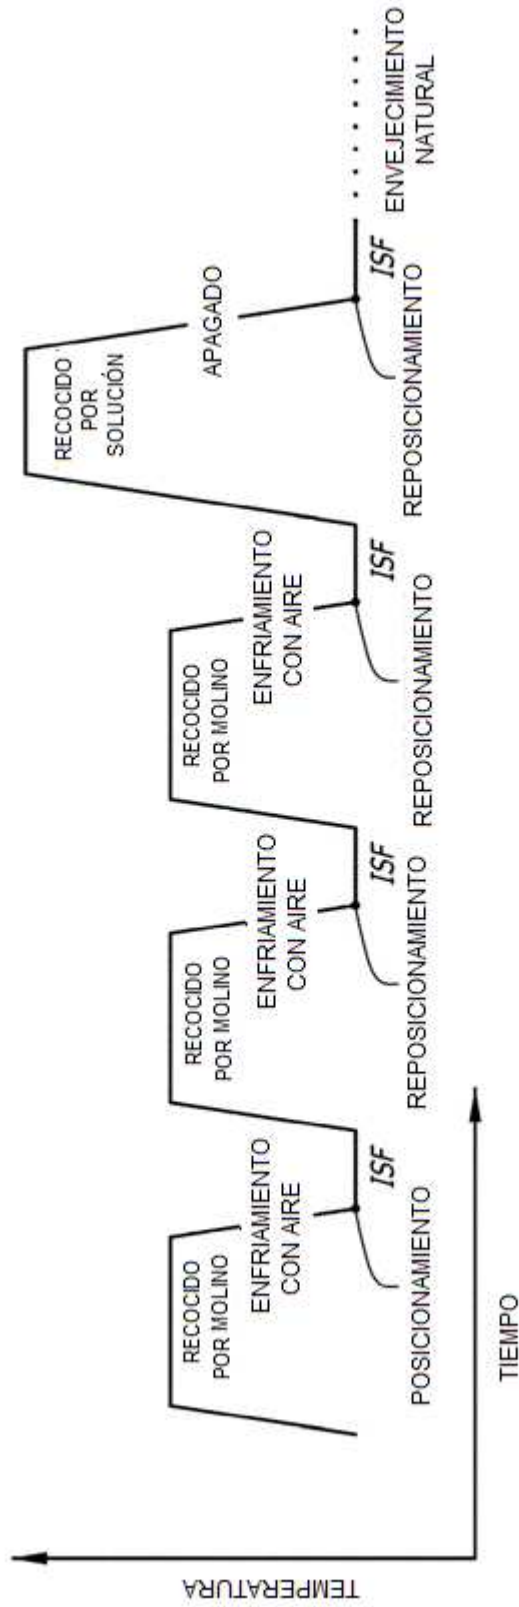 TEMPERATURA
TIEMPO
RECOCIDO
POR MOLINO
ENFRIAMIENTO
CON AIRE
POSICIONAMIENTO
ISF
RECOCIDO
POR MOLINO
ENFRIAMIENTO
CON AIRE
REPOSICIONAMIENTO
ISF
RECOCIDO
POR MOLINO
ENFRIAMIENTO
CON AIRE
REPOSICIONAMIENTO
ISF
RECOCIDO
POR
SOLUCIÓN
APAGADO
REPOSICIONAMIENTO
ISF
ENVEJECIMIENTO
NATURAL